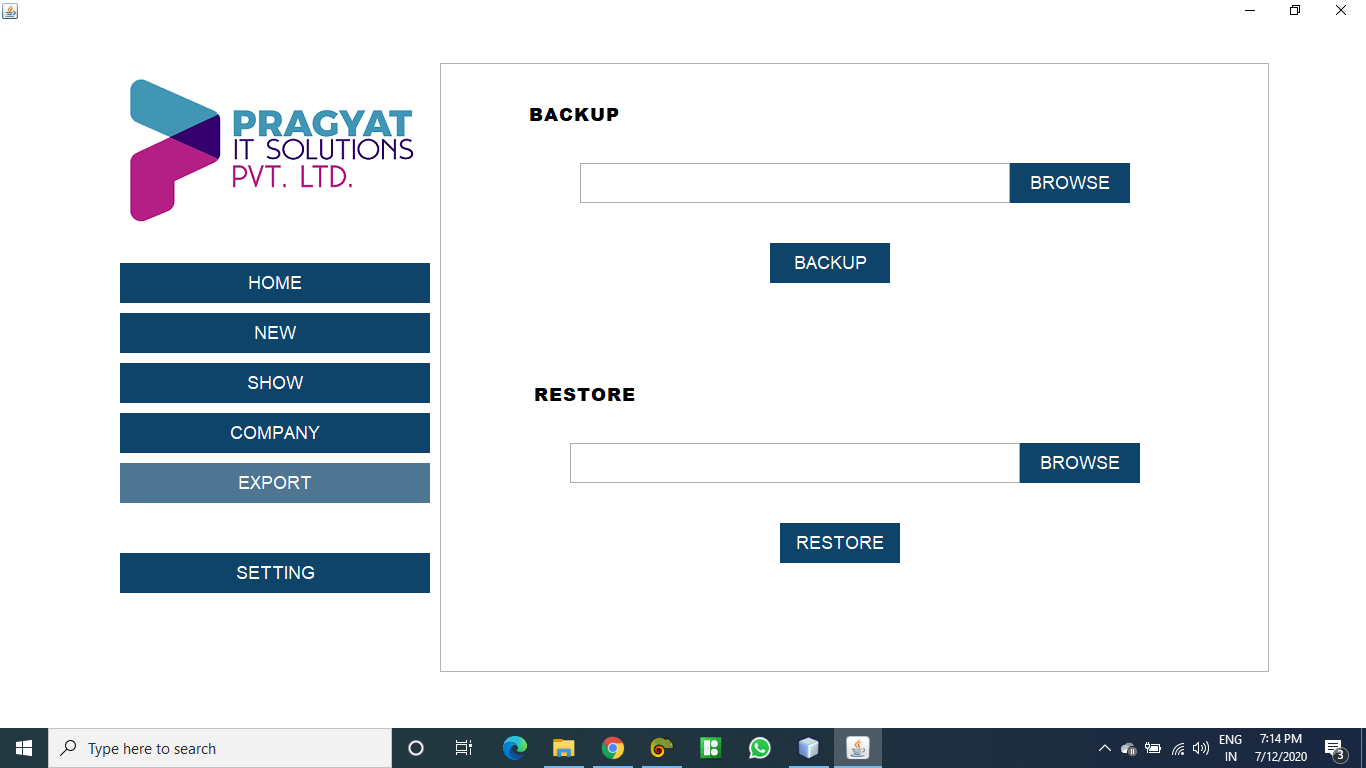 PRAGYAT
IT SOLUTIONS
PVT. LTD.
HOME
NEW
SHOW
COMPANY
EXPORT
SETTING
BACKUP
BROWSE
BACKUP
RESTORE
BROWSE
RESTORE
Type here to search
ENG
IN
7:14 PM
7/12/2020
3